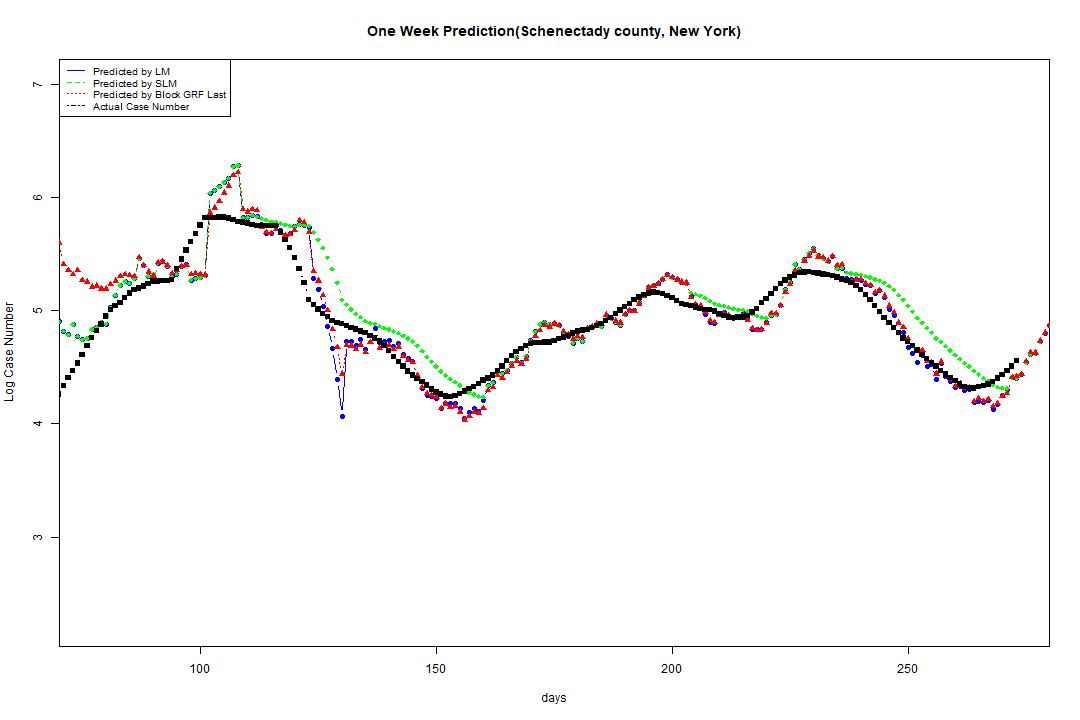 One Week Prediction(Schenectady county, New York)
Predicted by LM
Predicted by SLM
Predicted by Block GRF Last
Actual Case Number
7
6
5
4
3
Log Case Number
100 150 200 250
days